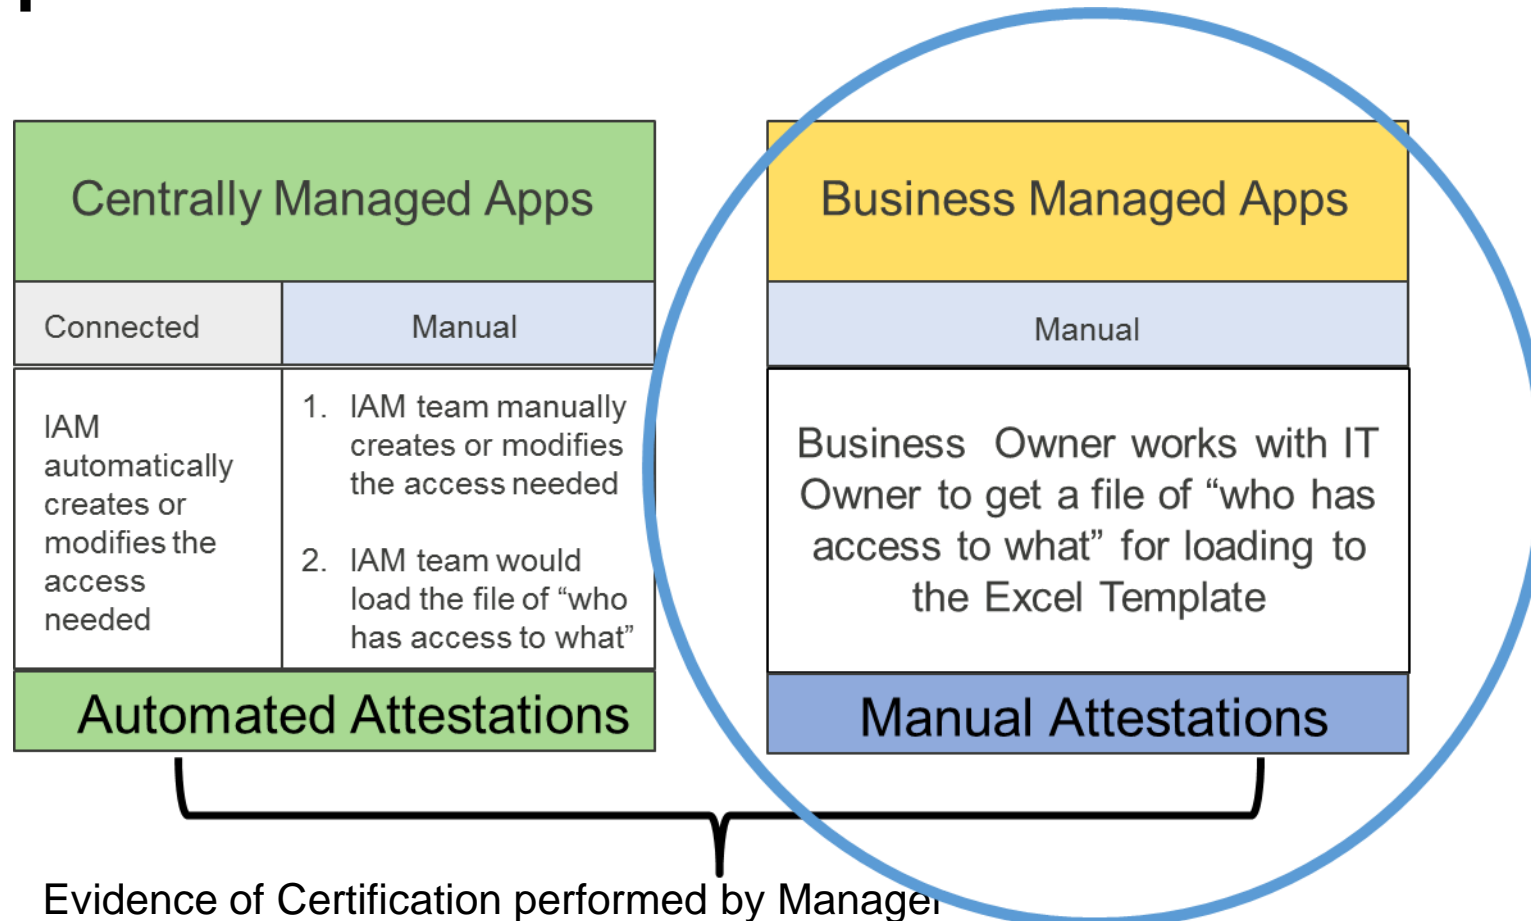 Centrally Managed Apps
Connected
Manual
IAM
automatically
creates or
modifies the
access
needed
1. IAM team manually
creates or modifies
the access needed
2. IAM team would
load the file of “who
has access to what”
Automated Attestations
Business Managed Apps
Manual
Business Owner works with IT
Owner to get a file of “who has
access to what” for loading to
the Excel Template
Manual Attestations
Evidence of Certification performed by Manager